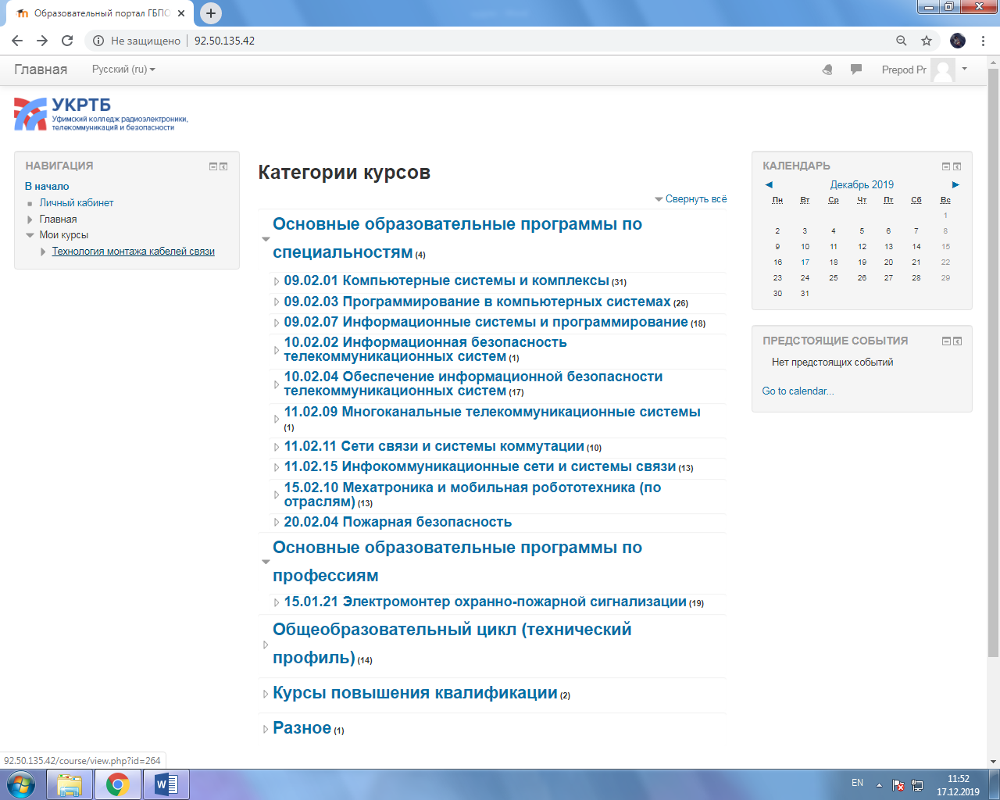 Образовательный портал ГБПО
Не защищено
92.50.135.42
Главная
Русский (ru)
Prepod Pr
УКРТБ
Уфимский колледж радиоэлектроники,
телекоммуникаций и безопасности
НАВИГАЦИЯ
В начало
Личный кабинет
Главная
Мои курсы
Технология монтажа кабелей связи
Категории курсов
Свернуть всё
Основные образовательные программы по
специальностям (4)
09.02.01 Компьютерные системы и комплексы (31)
09.02.03 Программирование в компьютерных системах (26)
09.02.07 Информационные системы и программирование (18)
10.02.02 Информационная безопасность
телекоммуникационных систем (1)
10.02.04 Обеспечение информационной безопасности
телекоммуникационных систем (17)
11.02.09 Многоканальные телекоммуникационные системы
(1)
11.02.11 Сети связи и системы коммутации (10)
11.02.15 Инфокоммуникационные сети и системы связи (13)
15.02.10 Мехатроника и мобильная робототехника (по
отраслям) (13)
20.02.04 Пожарная безопасность
Основные образовательные программы по
профессиям
15.01.21 Электромонтер охранно-пожарной сигнализации (19)
Общеобразовательный цикл (технический
профиль) (14)
Курсы повышения квалификации (2)
Разное (1)
КАЛЕНДАРЬ
Декабрь 2019
Пн Вт Ср Чт Пт Сб Вс
1
2 3 4 5 6 7 8
9 10 11 12 13 14 15
16 17 18 19 20 21 22
23 24 25 26 27 28 29
30 31
ПРЕДСТОЯЩИЕ СОБЫТИЯ
Нет предстоящих событий
Go to calendar...
92.50.135.42/course/view.php?id=264
EN
11:52
17.12.2019